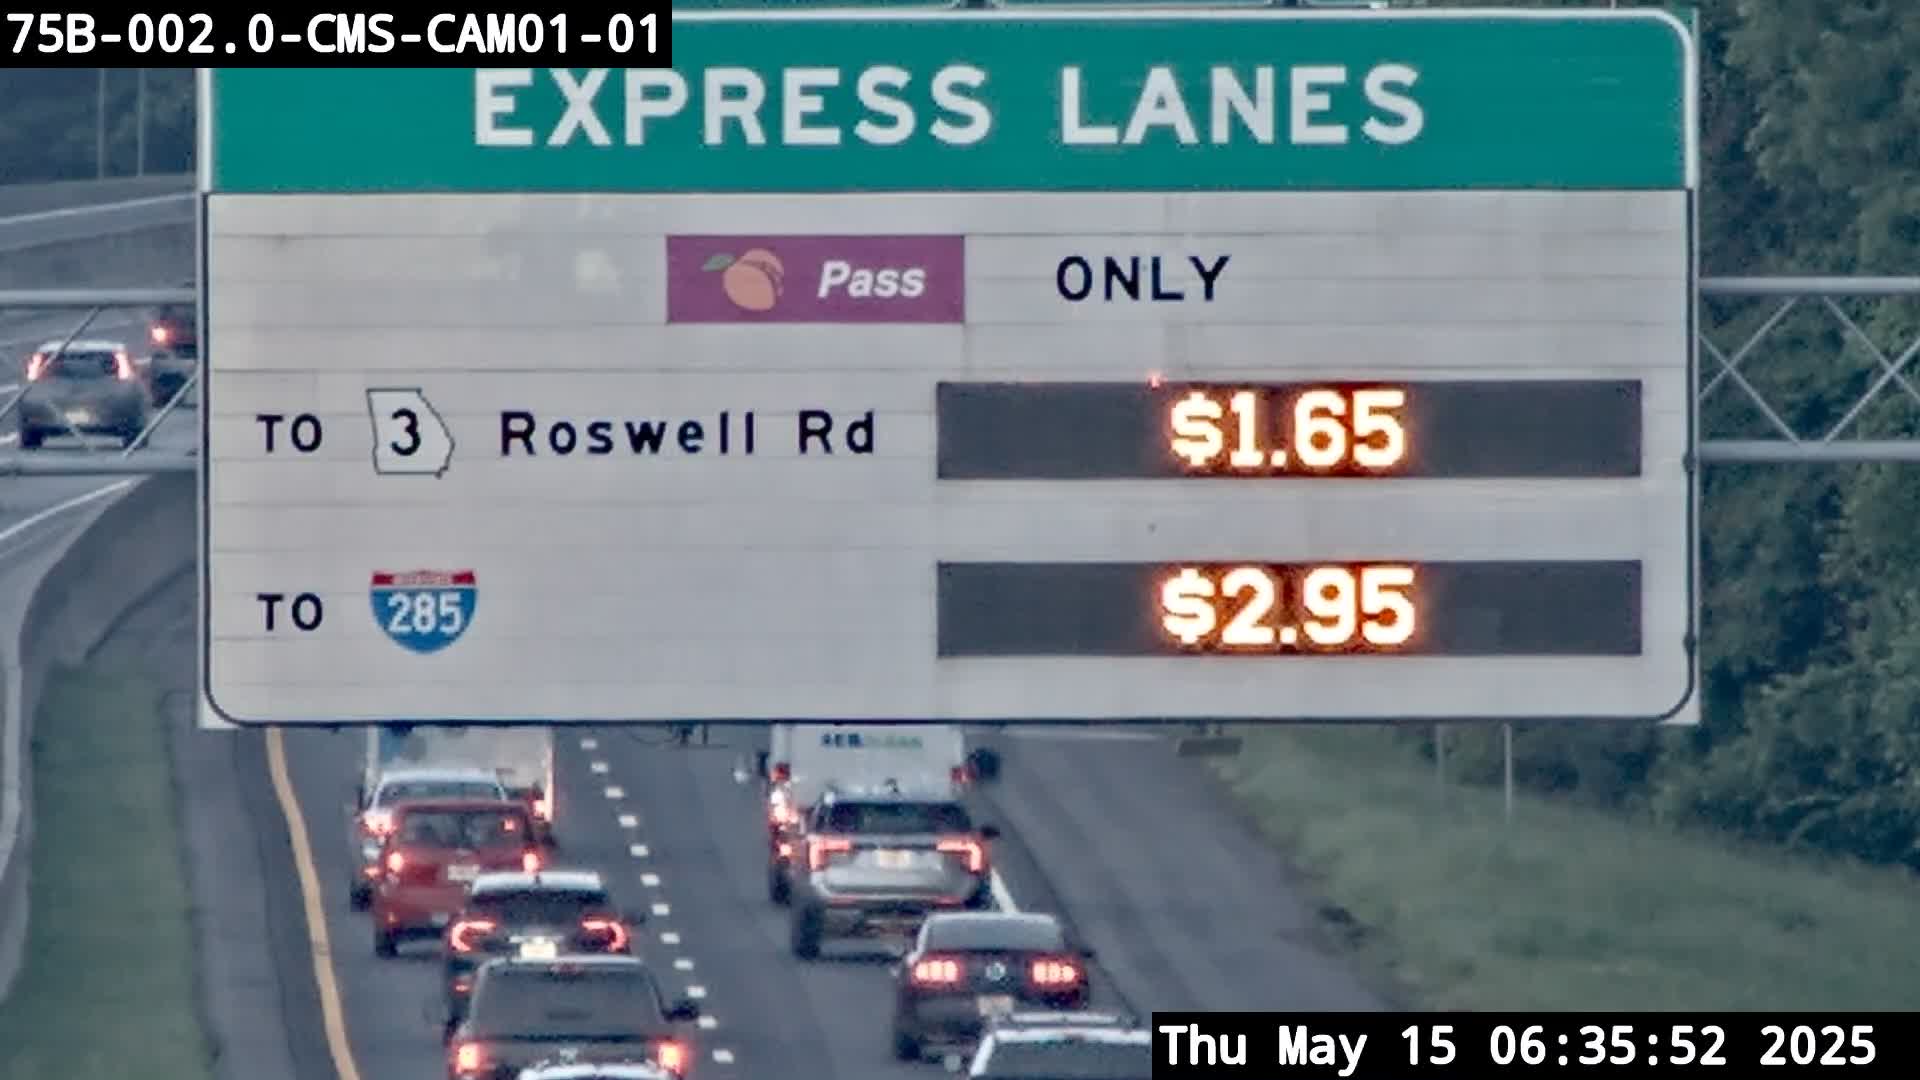 75B-002.0-CMS-CAM01-01
EXPRESS LANES
Pass ONLY
TO 3 Roswell Rd $1.65
TO 285 $2.95
Thu May 15 06:35:52 2025